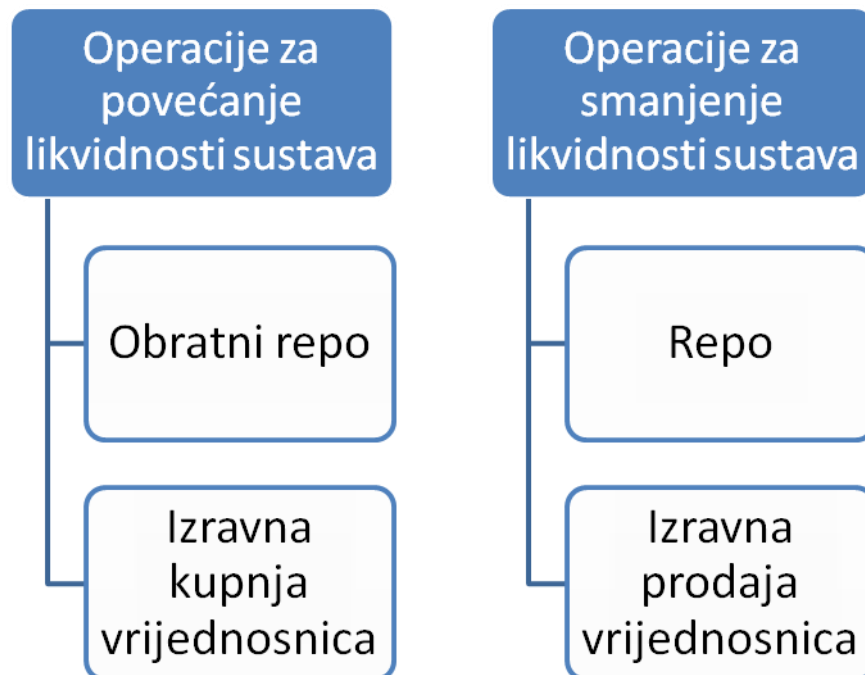 Operacije za
povećanje
likvidnosti sustava
Obratni repo
Izravna
kupnja
vrijednosnica
Operacije za
smanjenje
likvidnosti sustava
Repo
Izravna
prodaja
vrijednosnica